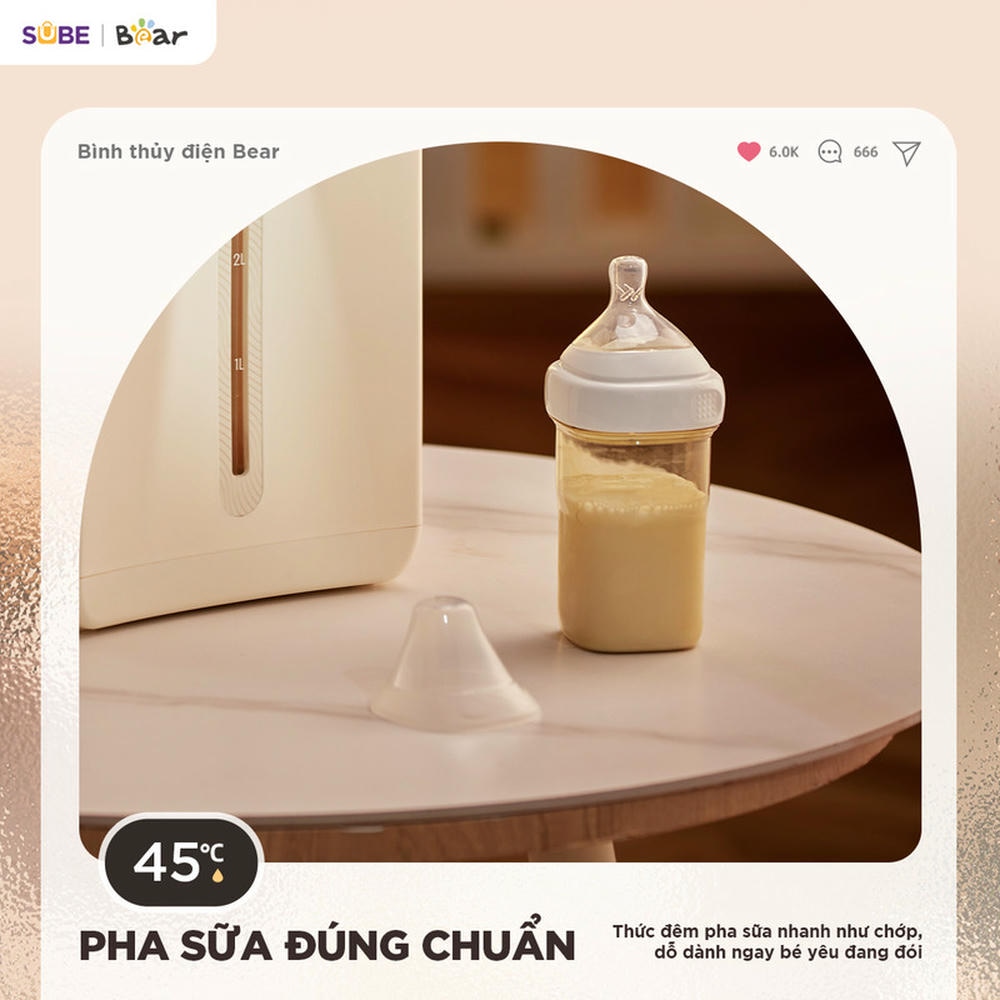 SUBE | Bear
Bình thủy điện Bear
6.0K 666
2L
1L
45°C
PHA SỮA ĐÚNG CHUẨN
Thức đêm pha sữa nhanh như chớp,
dỗ dành ngay bé yêu đang đói